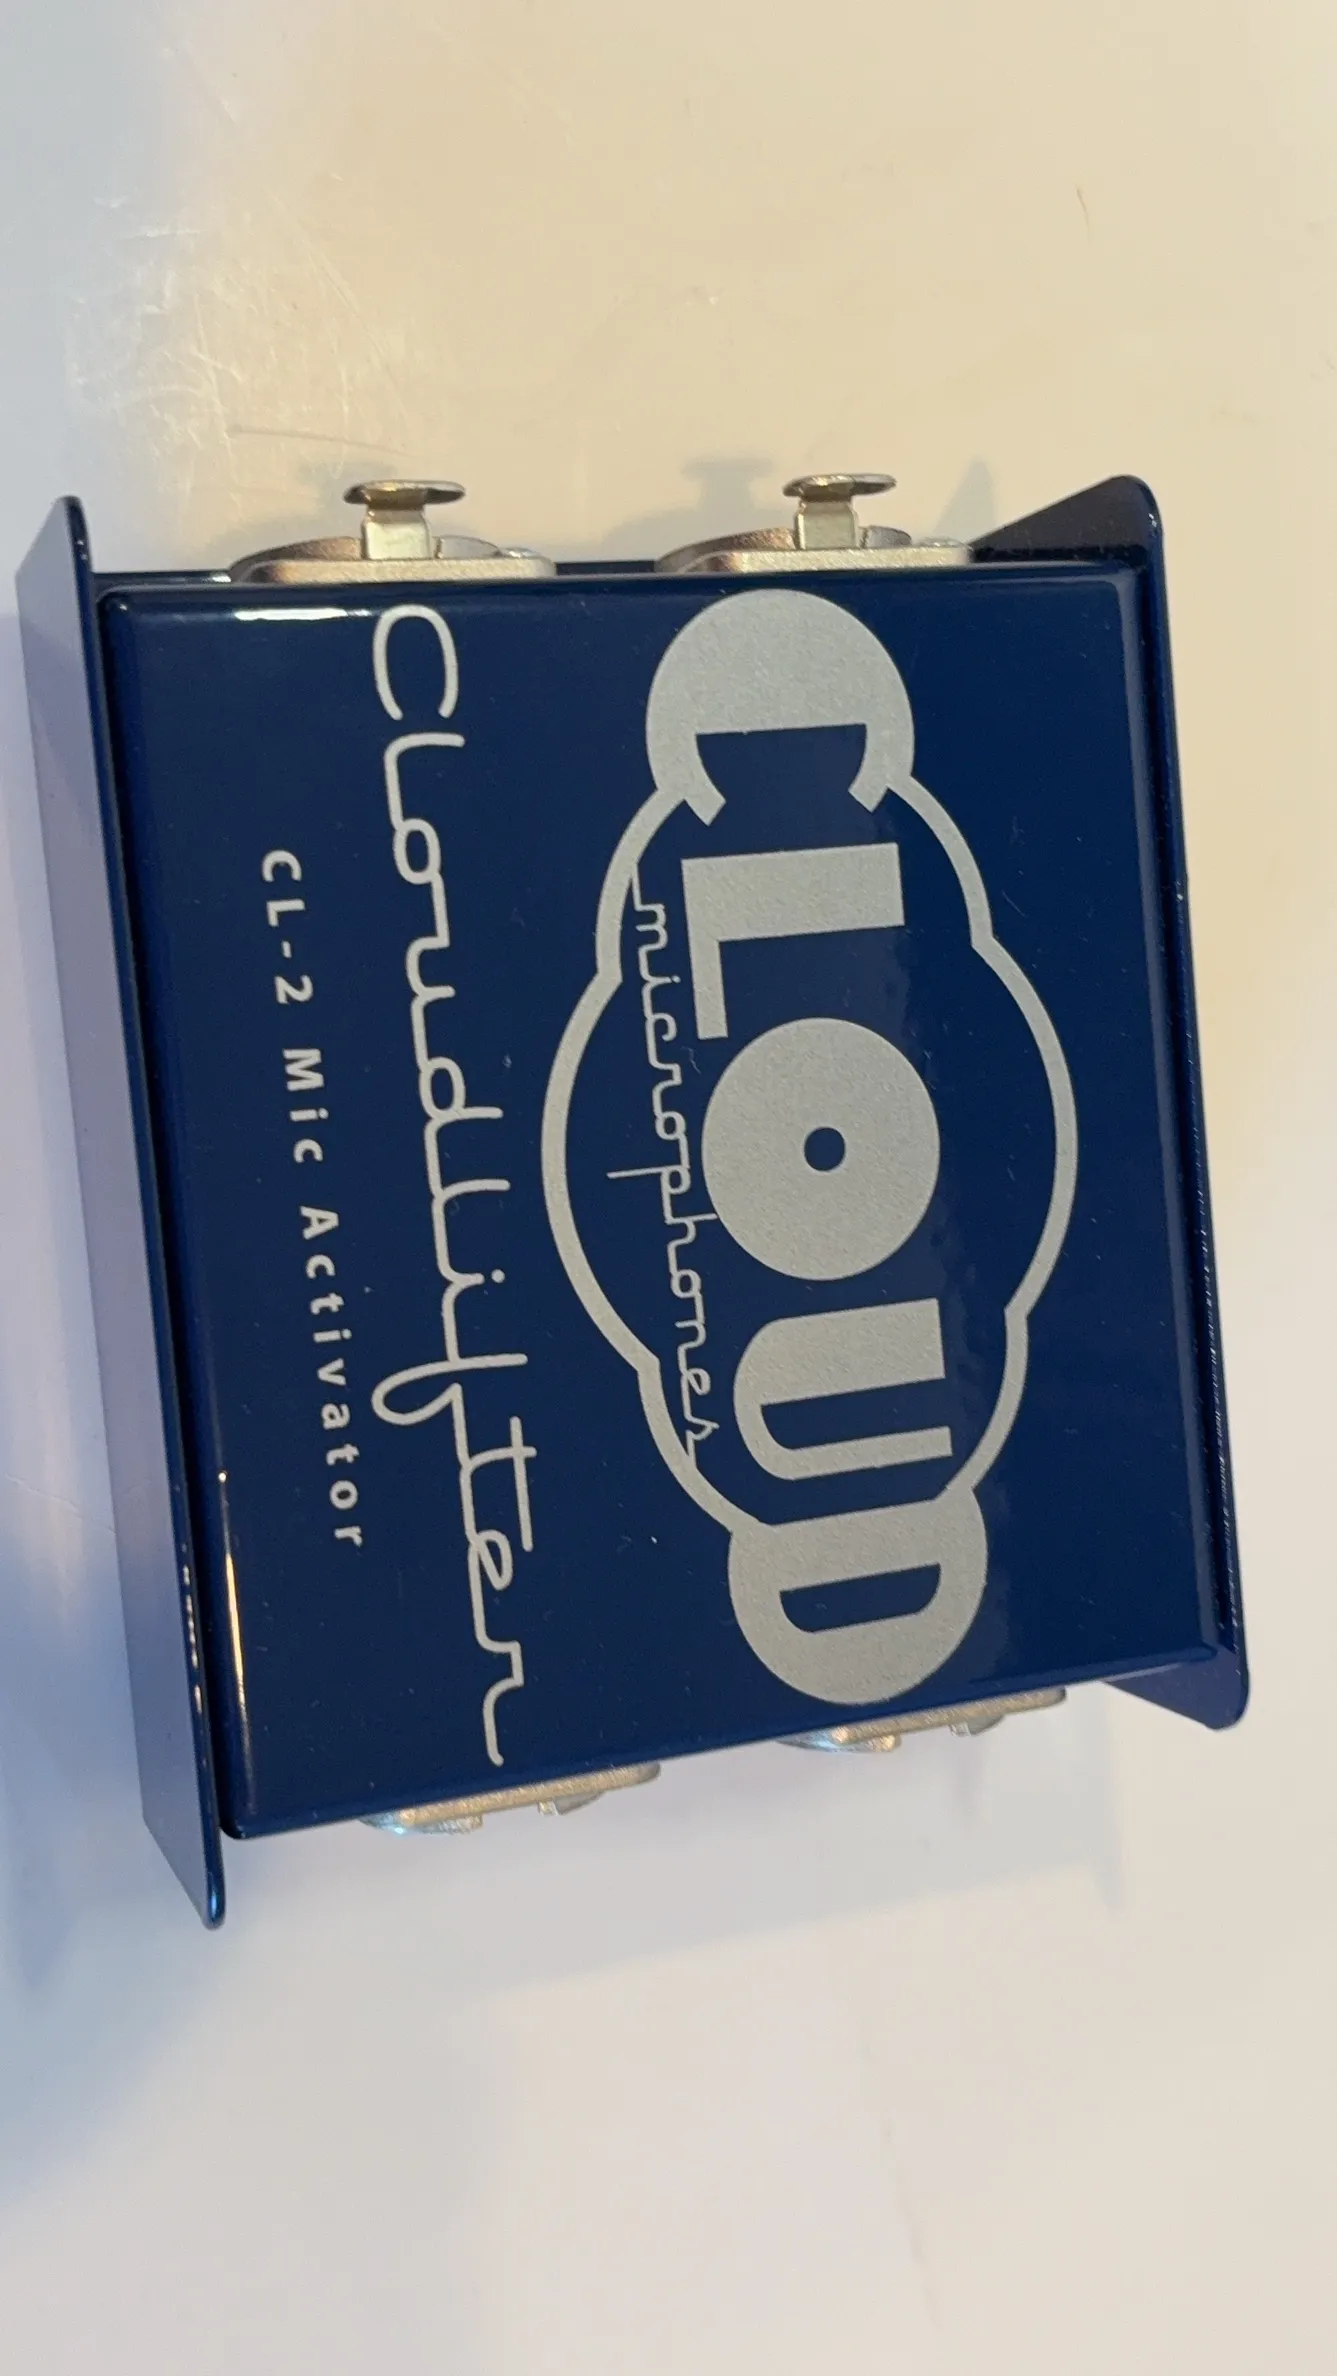 CLOUD
microphones
Cloudlifter
CL-2 Mic Activator